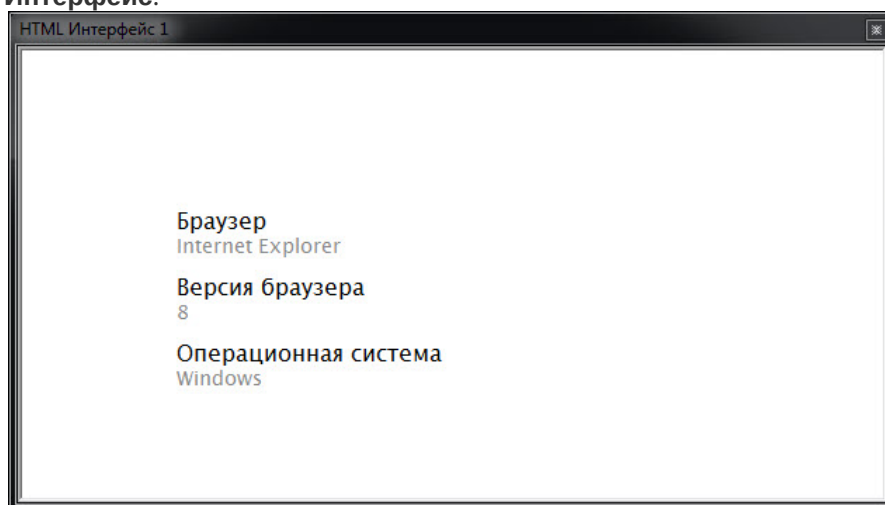 Интерфейс.
HTML Интерфейс 1
Браузер
Internet Explorer
Версия браузера
8
Операционная система
Windows